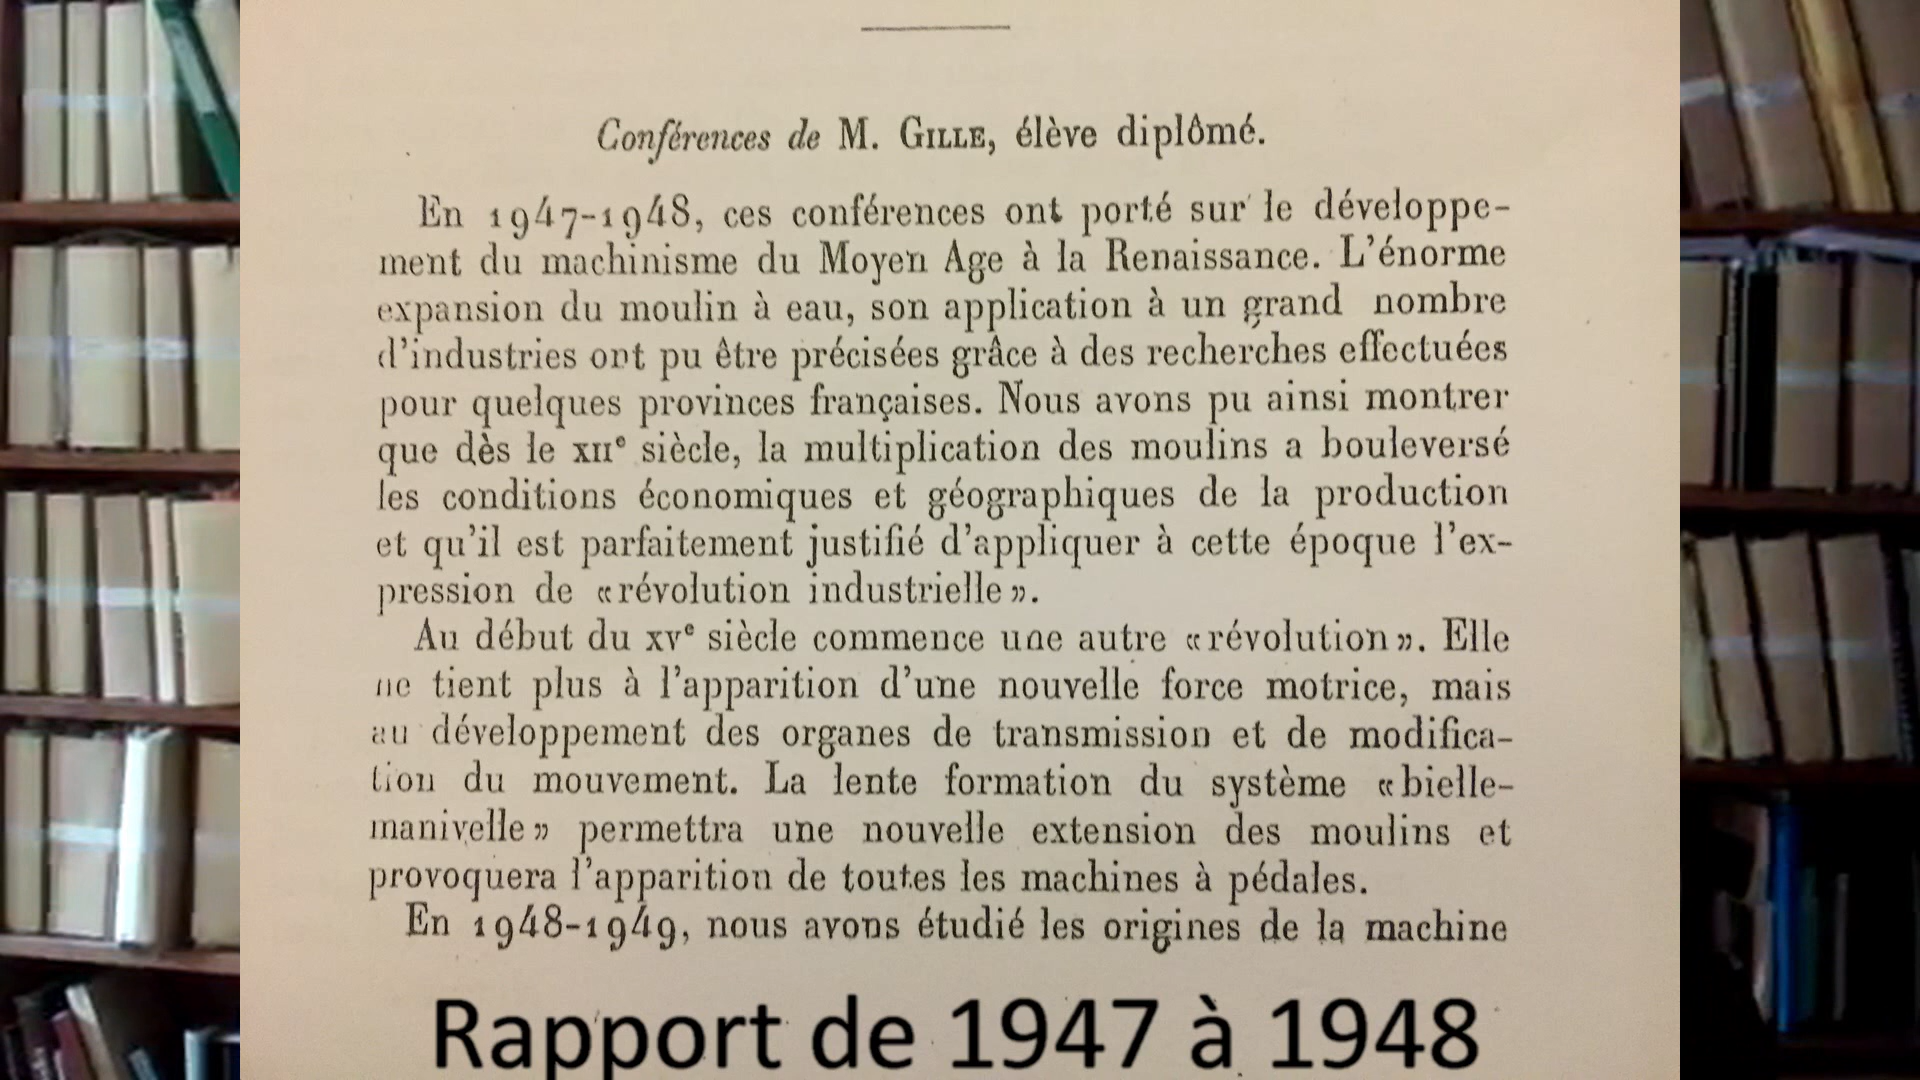 Conférences de M. GILLE, élève diplômé.
En 1947-1948, ces conférences ont porté sur le développe-
ment du machinisme du Moyen Age à la Renaissance. L'énorme
expansion du moulin à eau, son application à un grand nombre
d'industries ont pu être précisées grâce à des recherches effectuées
pour quelques provinces françaises. Nous avons pu ainsi montrer
que dès le XIIe siècle, la multiplication des moulins a bouleversé
les conditions économiques et géographiques de la production
et qu'il est parfaitement justifié d'appliquer à cette époque l'ex-
pression de «révolution industrielle».
Au début du XVe siècle commence une autre «révolution». Elle
ne tient plus à l'apparition d'une nouvelle force motrice, mais
au développement des organes de transmission et de modifica-
tion du mouvement. La lente formation du système «bielle-
manivelle» permettra une nouvelle extension des moulins et
provoquera l'apparition de toutes les machines à pédales.
En 1948-1949, nous avons étudié les origines de la machine
Rapport de 1947 à 1948